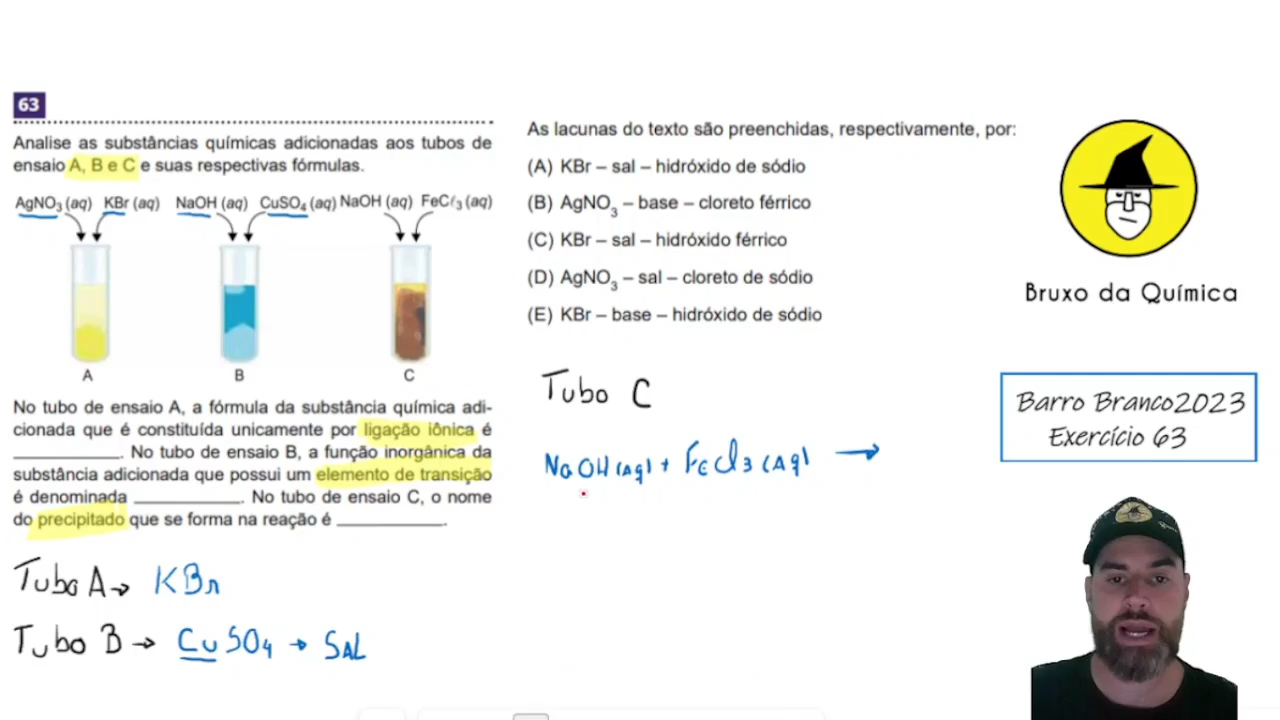 63
Analise as substâncias químicas adicionadas aos tubos de
ensaio A, B e C e suas respectivas fórmulas.
AgNO₃ (aq) KBr (aq) NaOH (aq) CuSO₄ (aq) NaOH (aq) FeCℓ₃ (aq)
A B C
No tubo de ensaio A, a fórmula da substância química adi-
cionada que é constituída unicamente por ligação iônica é
__________. No tubo de ensaio B, a função inorgânica da
substância adicionada que possui um elemento de transição
é denominada __________. No tubo de ensaio C, o nome
do precipitado que se forma na reação é __________.
Tubo A → KBr
Tubo B → CuSO₄ → SAL
As lacunas do texto são preenchidas, respectivamente, por:
(A) KBr – sal – hidróxido de sódio
(B) AgNO₃ – base – cloreto férrico
(C) KBr – sal – hidróxido férrico
(D) AgNO₃ – sal – cloreto de sódio
(E) KBr – base – hidróxido de sódio
Tubo C
NaOH (Aq) + FeCl₃ (Aq) →
Bruxo da Química
Barro Branco2023
Exercício 63